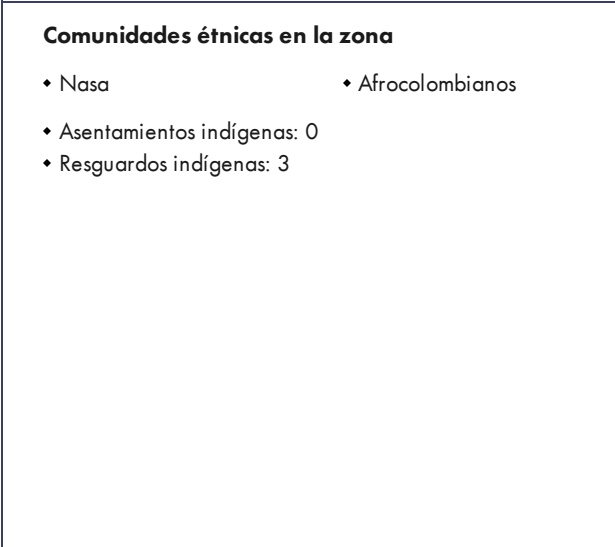 Comunidades étnicas en la zona
◆ Nasa ◆ Afrocolombianos
◆ Asentamientos indígenas: 0
◆ Resguardos indígenas: 3